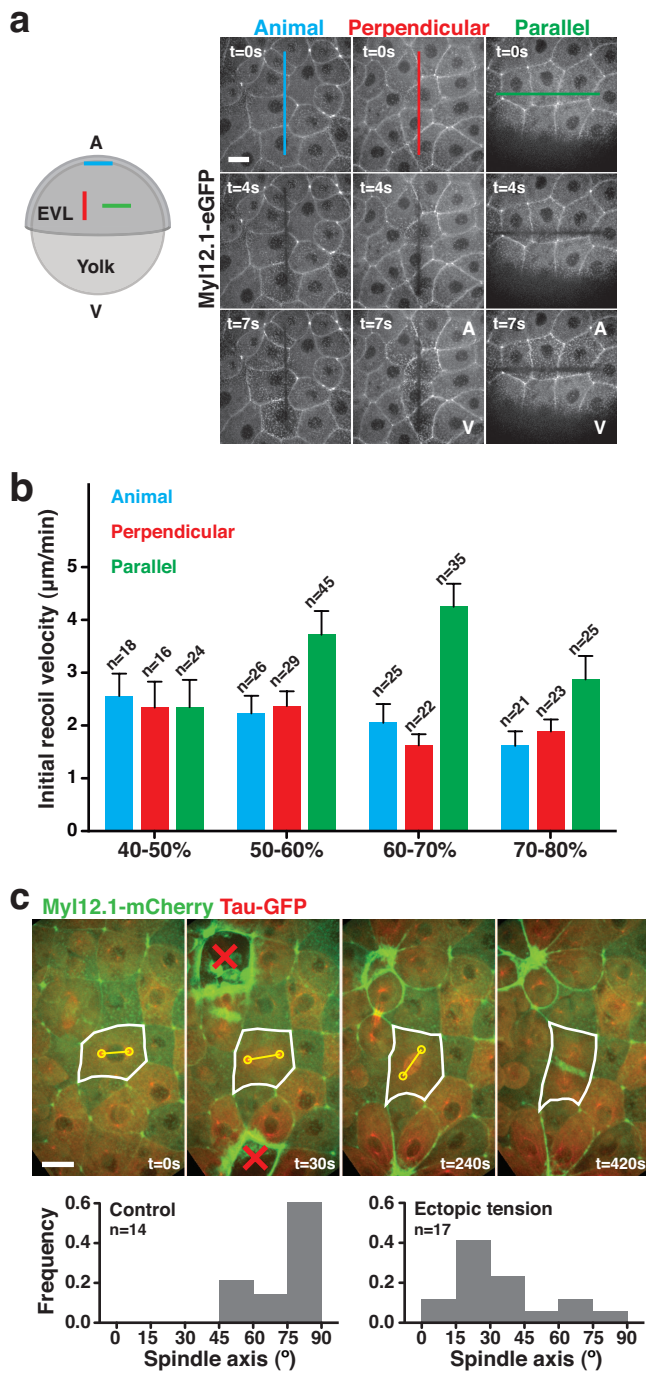 a
Animal Perpendicular Parallel
t=0s t=0s t=0s
A
EVL
Yolk
V
Myl12.1-eGFP
t=4s t=4s t=4s
t=7s t=7s t=7s
A A
V V
b
Animal
Perpendicular
Parallel
Initial recoil velocity (µm/min)
5
4
3
2
1
0
n=18 n=16 n=24
n=26 n=29 n=45
n=25 n=22 n=35
n=21 n=23 n=25
40-50% 50-60% 60-70% 70-80%
c
Myl12.1-mCherry Tau-GFP
t=0s t=30s t=240s t=420s
Frequency
0.6
0.4
0.2
0.0
Control
n=14
0 15 30 45 60 75 90
Spindle axis (°)
0.6
0.4
0.2
0.0
Ectopic tension
n=17
0 15 30 45 60 75 90
Spindle axis (°)